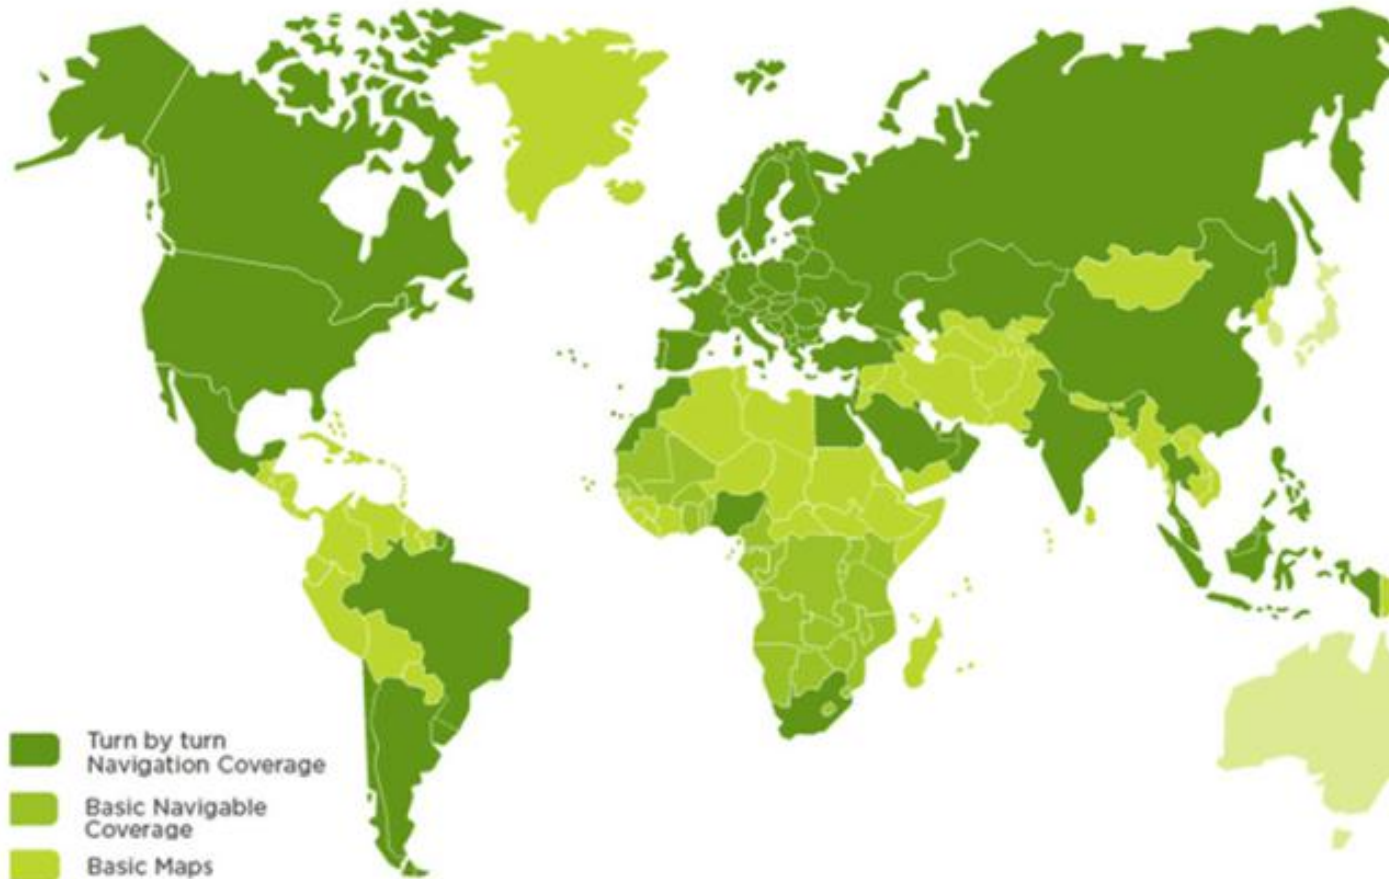 Turn by turn
Navigation Coverage
Basic Navigable
Coverage
Basic Maps